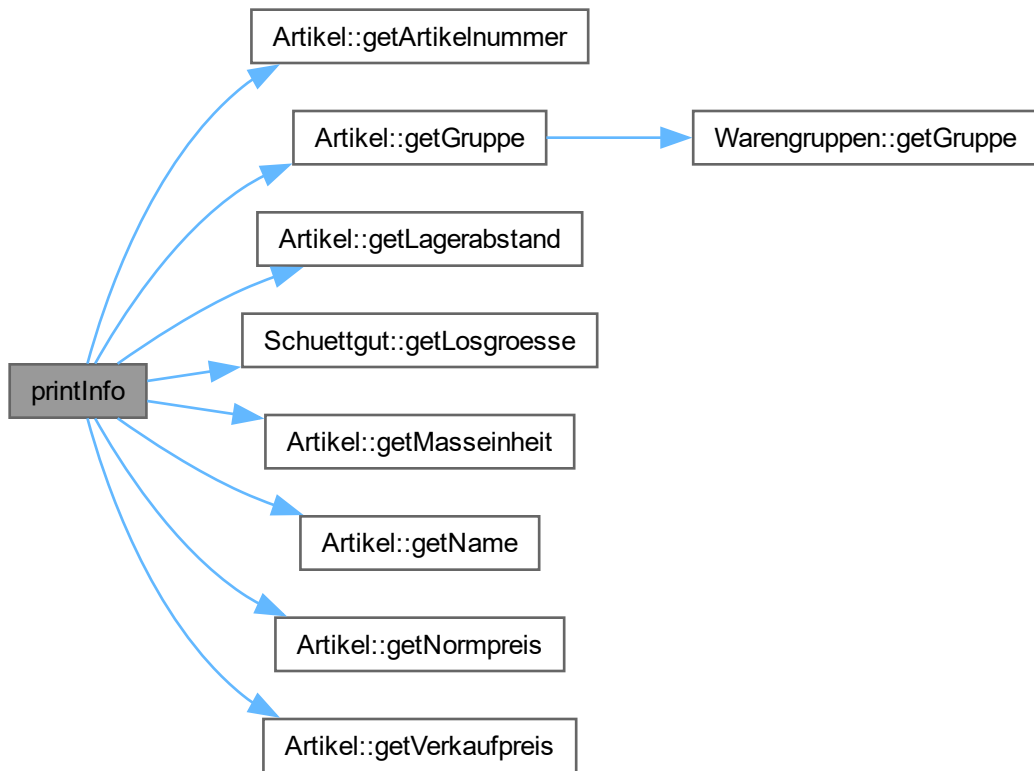 Artikel::getArtikelnummer
Artikel::getGruppe
Warengruppen::getGruppe
Artikel::getLagerabstand
Schuettgut::getLosgroesse
printInfo
Artikel::getMasseinheit
Artikel::getName
Artikel::getNormpreis
Artikel::getVerkaufpreis